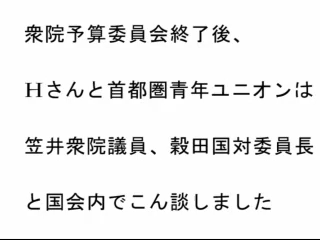 衆院予算委員会終了後、
Hさんと首都圏青年ユニオンは
笠井衆院議員、穀田国対委員長
と国会内でこん談しました